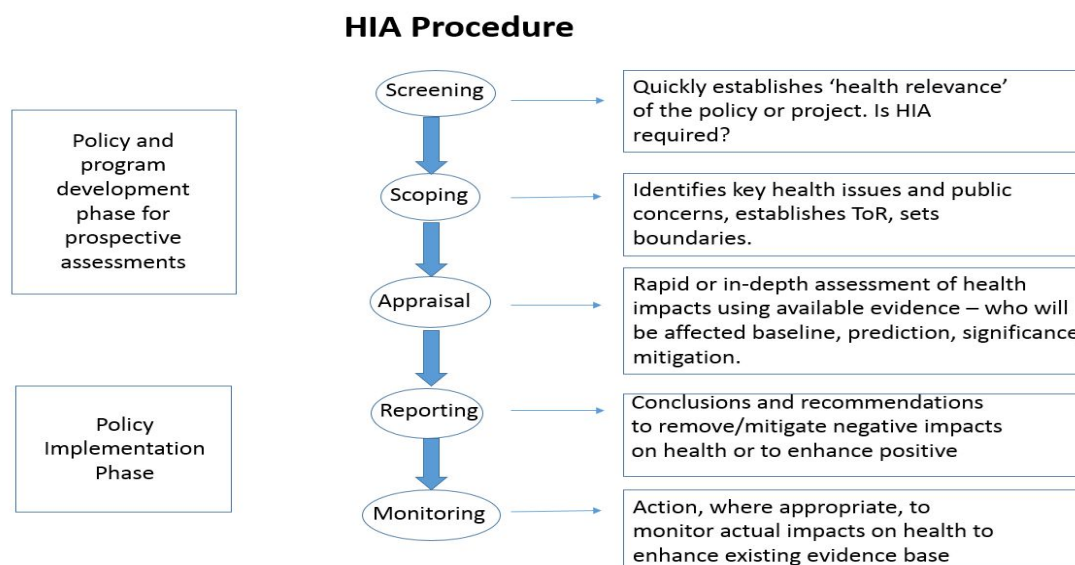 HIA Procedure
Policy and
program
development
phase for
prospective
assessments
Policy
Implementation
Phase
Screening
Quickly establishes ‘health relevance’
of the policy or project. Is HIA
required?
Scoping
Identifies key health issues and public
concerns, establishes ToR, sets
boundaries.
Appraisal
Rapid or in-depth assessment of health
impacts using available evidence – who will
be affected baseline, prediction, significance
mitigation.
Reporting
Conclusions and recommendations
to remove/mitigate negative impacts
on health or to enhance positive
Monitoring
Action, where appropriate, to
monitor actual impacts on health to
enhance existing evidence base